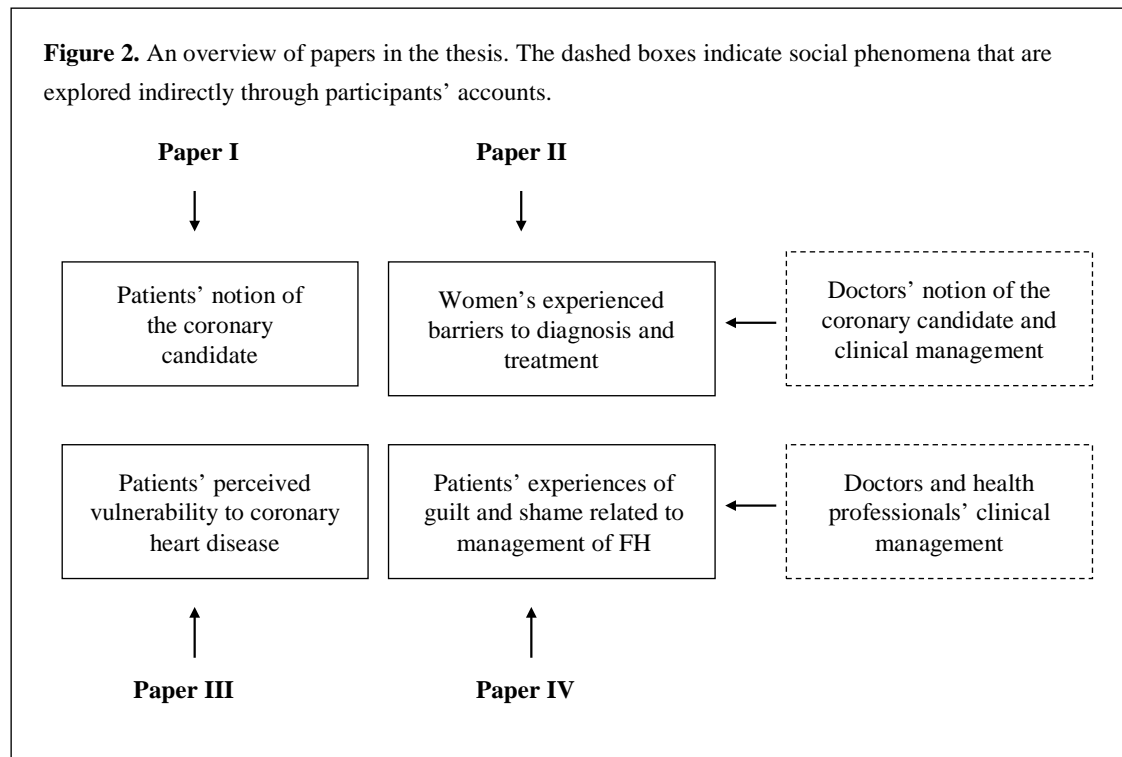 Figure 2. An overview of papers in the thesis. The dashed boxes indicate social phenomena that are
explored indirectly through participants’ accounts.
Paper I
Paper II
Patients’ notion of
the coronary
candidate
Women’s experienced
barriers to diagnosis and
treatment
Doctors’ notion of the
coronary candidate and
clinical management
Patients’ perceived
vulnerability to coronary
heart disease
Patients’ experiences of
guilt and shame related to
management of FH
Doctors and health
professionals’ clinical
management
Paper III
Paper IV